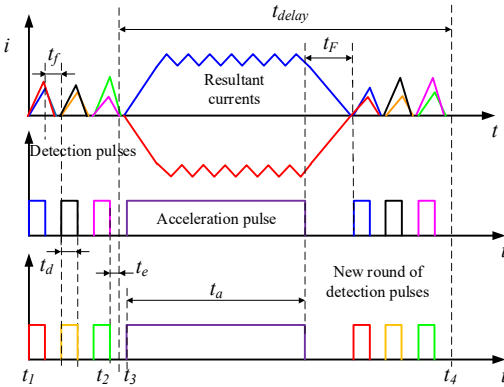 t_delay
i
t_f
t_F
Resultant
currents
t
Detection pulses
Acceleration pulse
t
t_d
t_e
t_a
New round of
detection pulses
t_1
t_2
t_3
t_4
t